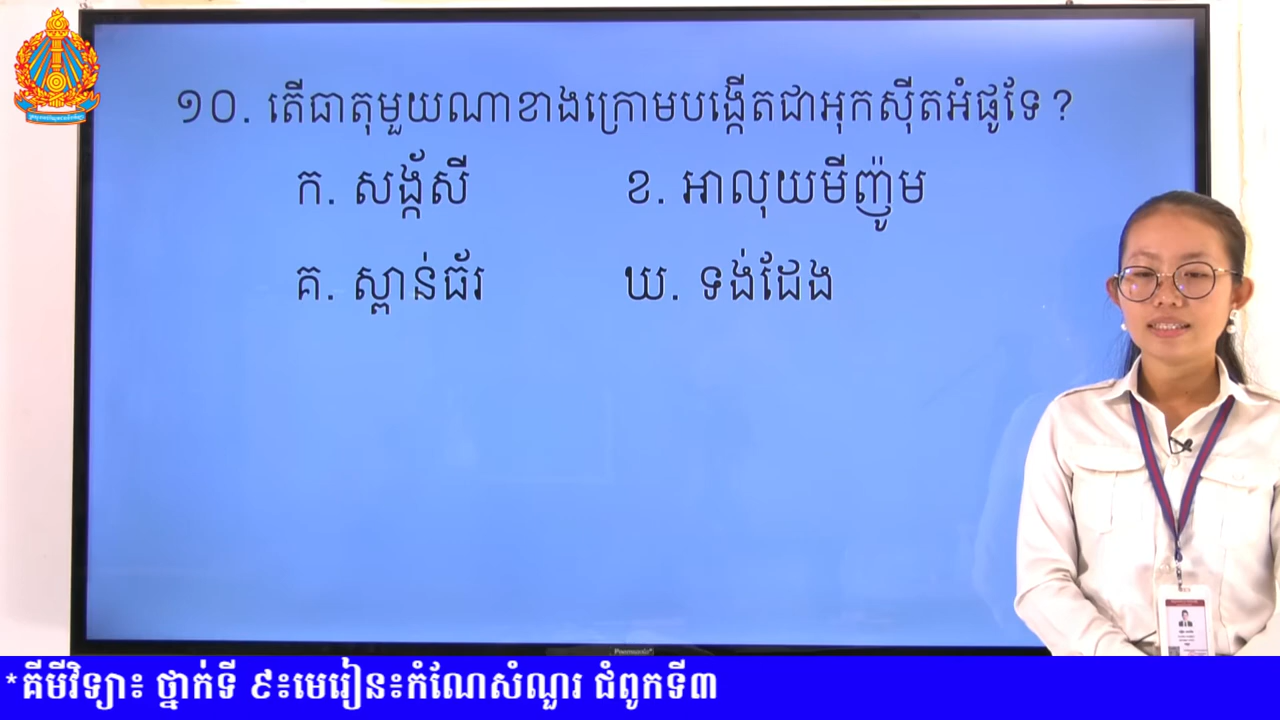 ១០. តើធាតុមួយណាខាងក្រោមបង្កើតជាអុកស៊ីតអំផូទែ ?
ក. សង្ក័សី ខ. អាលុយមីញ៉ូម
គ. ស្ពាន់ធ័រ ឃ. ទង់ដែង
*គីមីវិទ្យា៖ ថ្នាក់ទី ៩៖មេរៀន៖កំណែសំណួរ ជំពូកទី៣